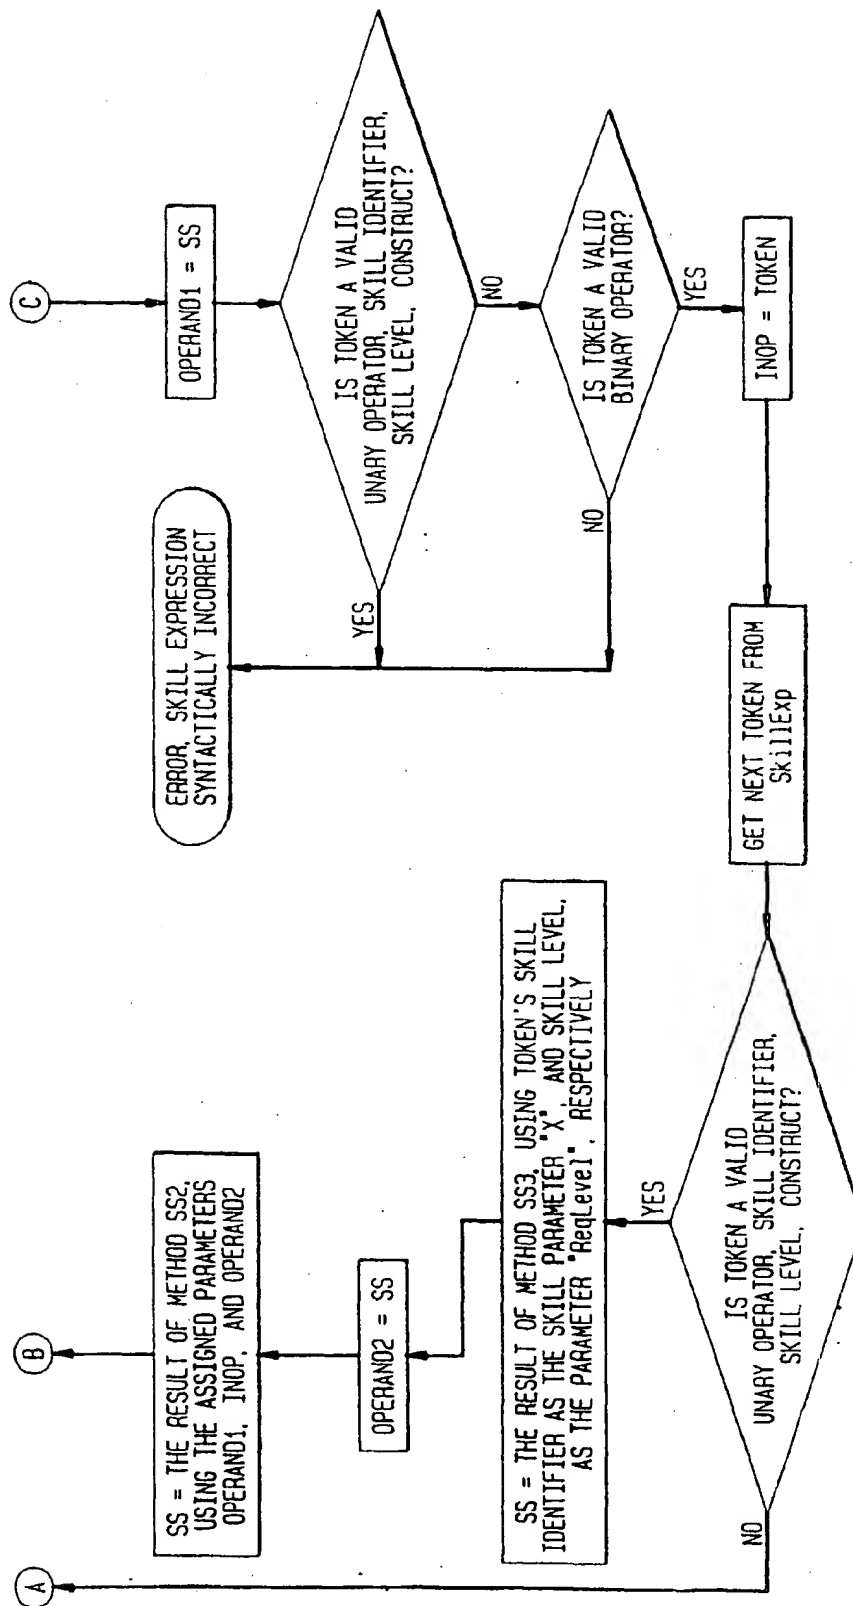 C
OPERAND1 = SS
IS TOKEN A VALID
UNARY OPERATOR, SKILL IDENTIFIER,
SKILL LEVEL, CONSTRUCT?
YES
NO
ERROR, SKILL EXPRESSION
SYNTACTICALLY INCORRECT
IS TOKEN A VALID
BINARY OPERATOR?
NO
YES
INOP = TOKEN
GET NEXT TOKEN FROM
SkillExp
IS TOKEN A VALID
UNARY OPERATOR, SKILL IDENTIFIER,
SKILL LEVEL, CONSTRUCT?
YES
NO
SS = THE RESULT OF METHOD SS3, USING TOKEN'S SKILL
IDENTIFIER AS THE SKILL PARAMETER "X", AND SKILL LEVEL,
AS THE PARAMETER "ReqLevel", RESPECTIVELY
OPERAND2 = SS
SS = THE RESULT OF METHOD SS2,
USING THE ASSIGNED PARAMETERS
OPERAND1, INOP, AND OPERAND2
B
A